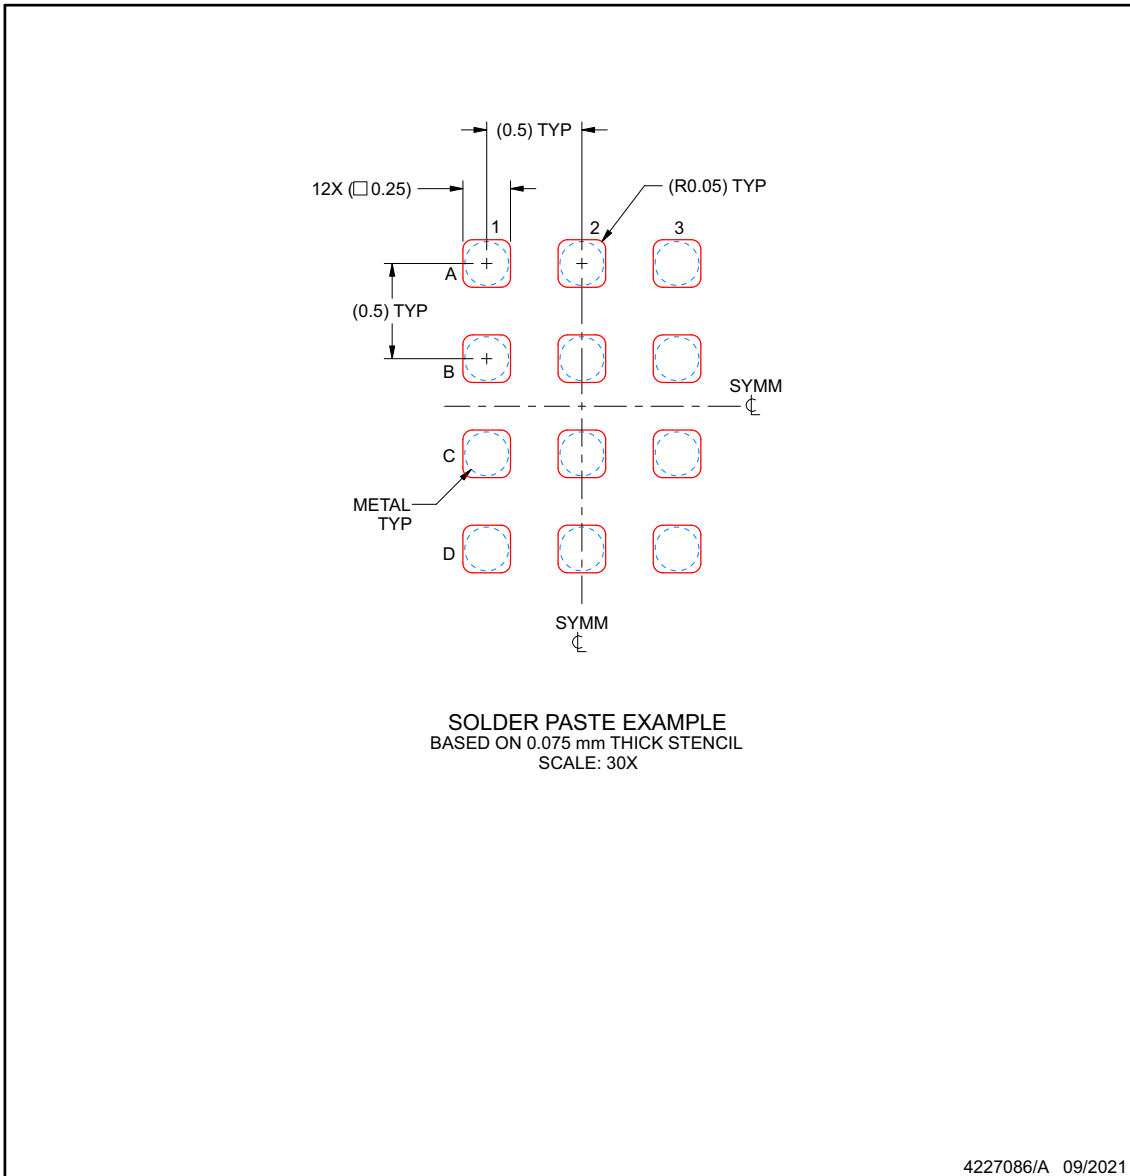 (0.5) TYP
12X (□ 0.25)
(R0.05) TYP
1
2
3
A
(0.5) TYP
B
SYMM
℄
C
METAL
TYP
D
SYMM
℄
SOLDER PASTE EXAMPLE
BASED ON 0.075 mm THICK STENCIL
SCALE: 30X
4227086/A 09/2021